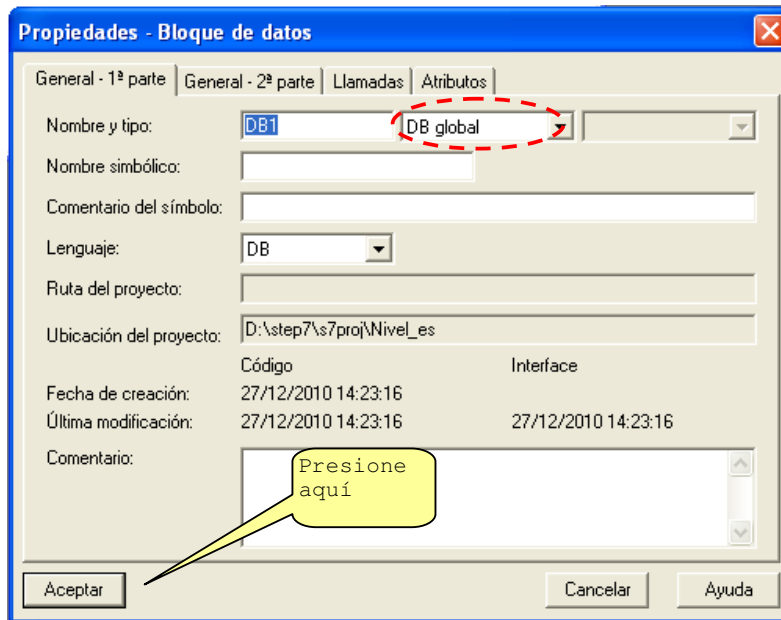 Propiedades - Bloque de datos
General - 1ª parte General - 2ª parte Llamadas Atributos
Nombre y tipo: DB1 DB global
Nombre simbólico:
Comentario del símbolo:
Lenguaje: DB
Ruta del proyecto:
Ubicación del proyecto: D:\step7\s7proj\Nivel_es
Código Interface
Fecha de creación: 27/12/2010 14:23:16
Última modificación: 27/12/2010 14:23:16 27/12/2010 14:23:16
Comentario:
Presione
aquí
Aceptar Cancelar Ayuda